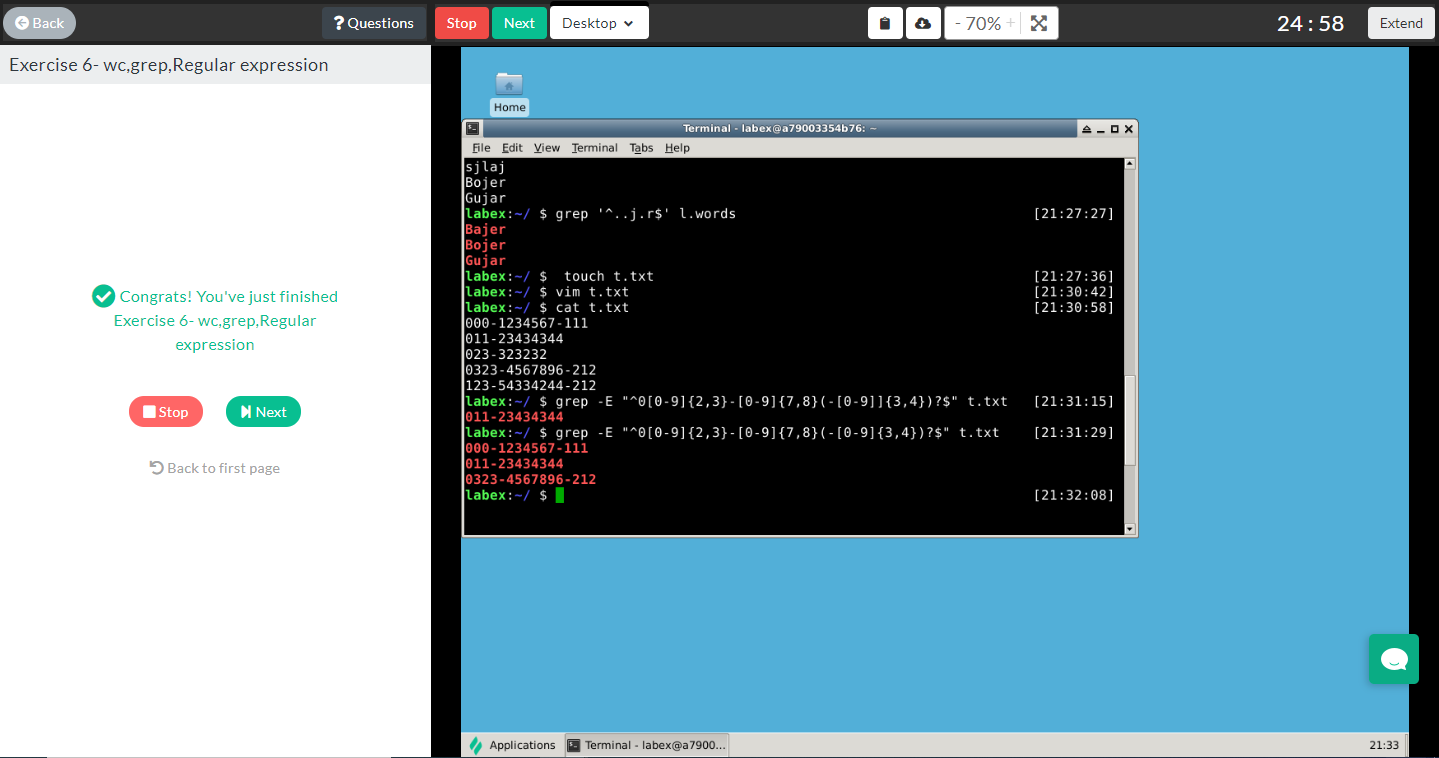 Back
? Questions
Stop
Next
Desktop
- 70% +
24 : 58
Extend
Exercise 6- wc,grep,Regular expression
Congrats! You've just finished
Exercise 6- wc,grep,Regular
expression
Stop
Next
Back to first page
Home
Terminal - labex@a79003354b76: ~
File Edit View Terminal Tabs Help
sjlaj
Bojer
Gujar
labex:~/ $ grep '^..j.r$' l.words [21:27:27]
Bajer
Bojer
Gujar
labex:~/ $  touch t.txt [21:27:36]
labex:~/ $ vim t.txt [21:30:42]
labex:~/ $ cat t.txt [21:30:58]
000-1234567-111
011-23434344
023-323232
0323-4567896-212
123-54334244-212
labex:~/ $ grep -E "^0[0-9]{2,3}-[0-9]{7,8}(-[0-9]]{3,4})?$" t.txt [21:31:15]
011-23434344
labex:~/ $ grep -E "^0[0-9]{2,3}-[0-9]{7,8}(-[0-9]{3,4})?$" t.txt [21:31:29]
000-1234567-111
011-23434344
0323-4567896-212
labex:~/ $ [21:32:08]
Applications
Terminal - labex@a7900...
21:33